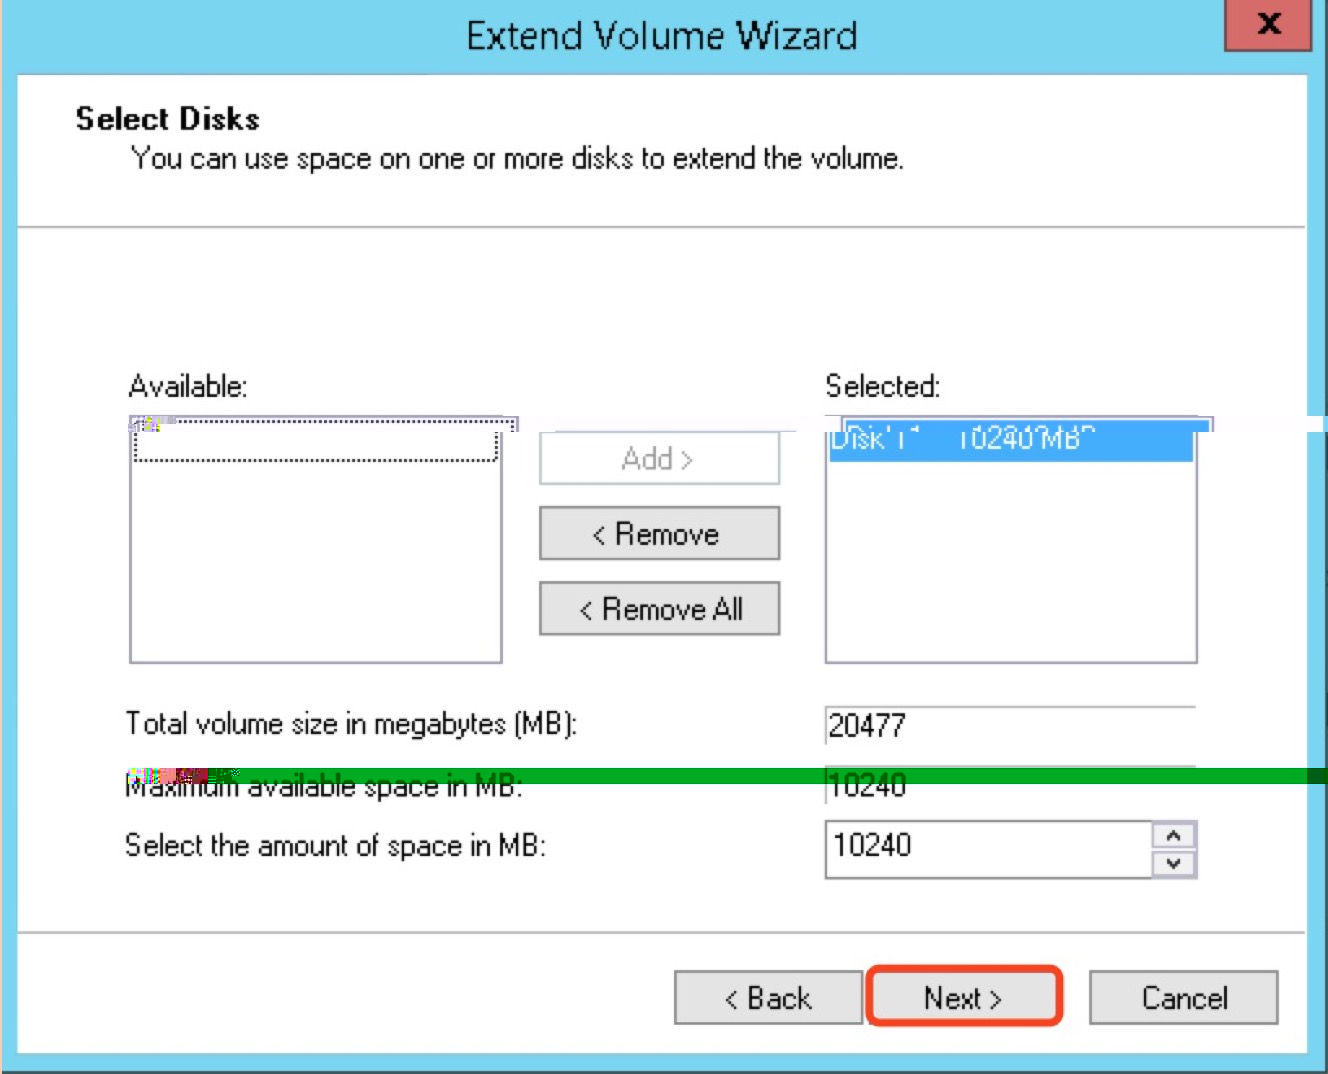 Extend Volume Wizard
x
Select Disks
You can use space on one or more disks to extend the volume.
Available:
Selected:
Disk 1 10240 MB
Add >
< Remove
< Remove All
Total volume size in megabytes (MB): 20477
Maximum available space in MB: 10240
Select the amount of space in MB: 10240
< Back Next > Cancel